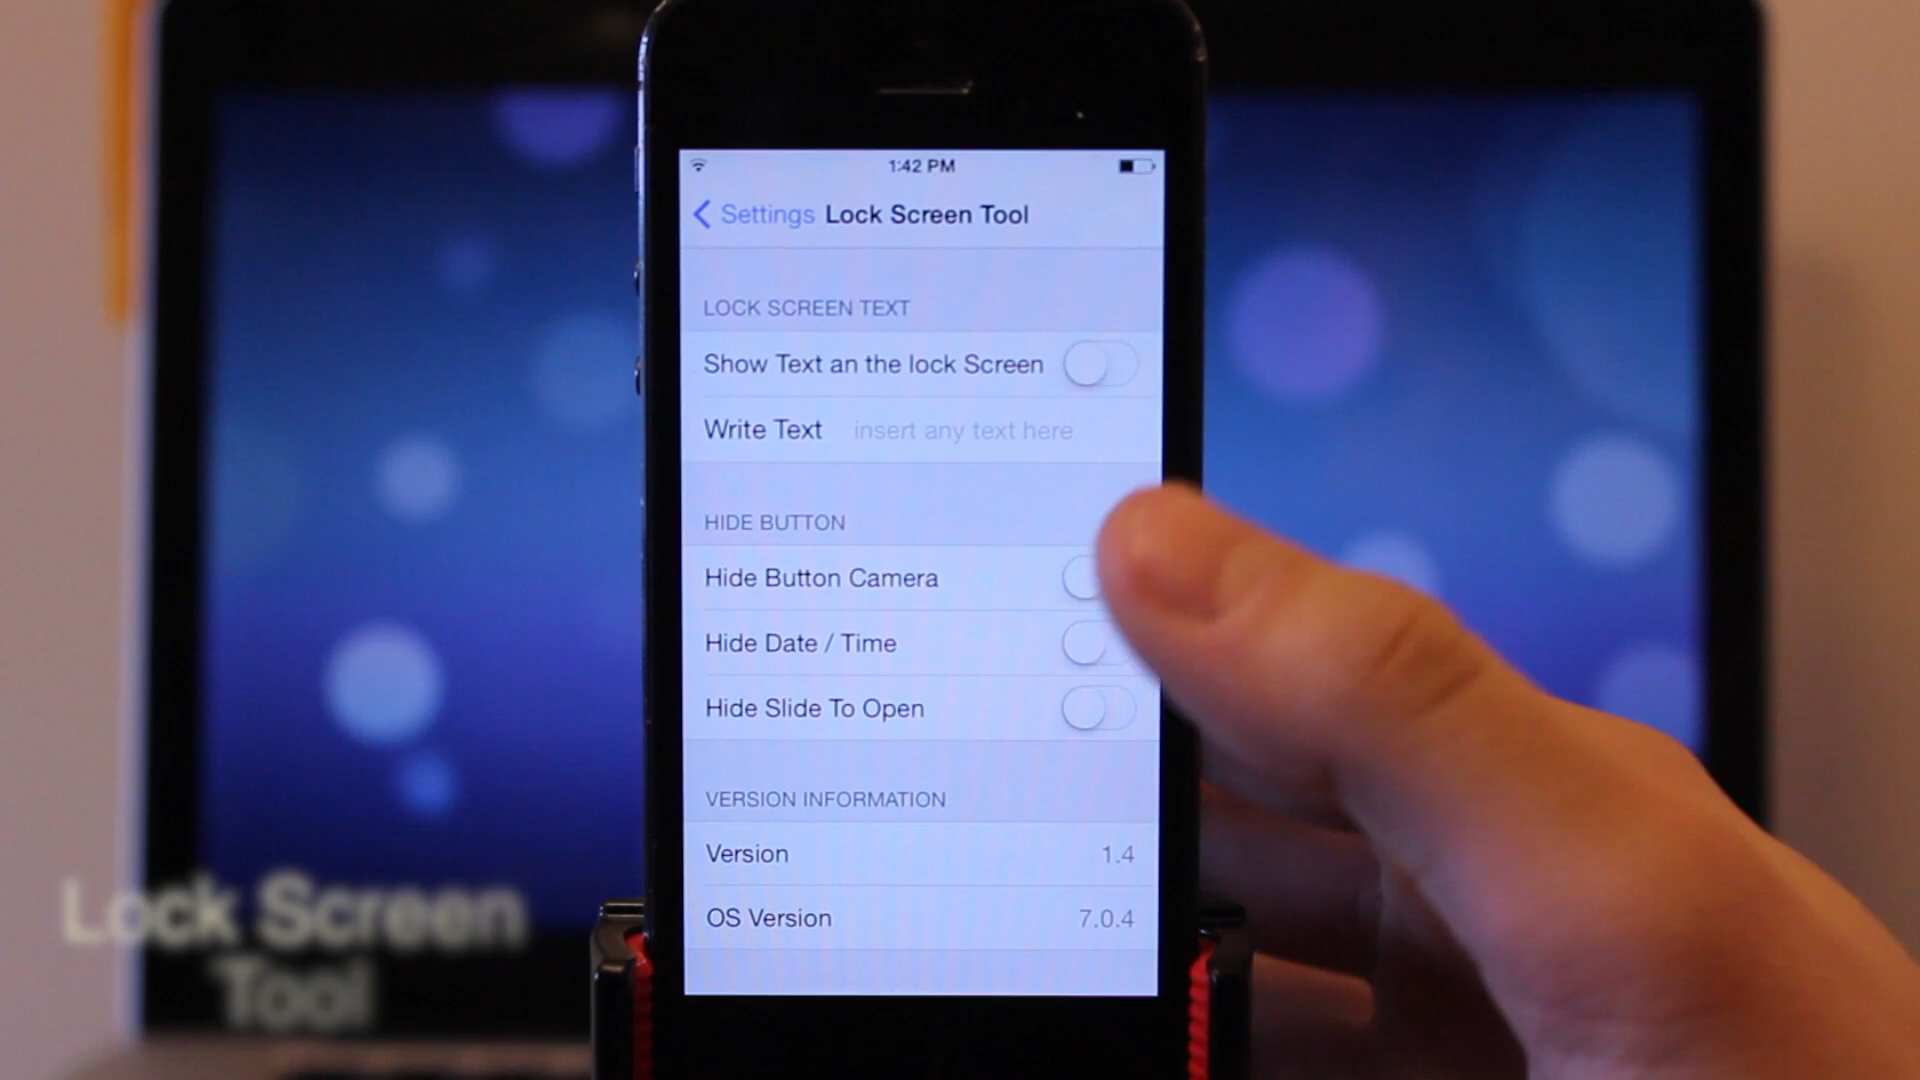 1:42 PM
Settings Lock Screen Tool
LOCK SCREEN TEXT
Show Text an the lock Screen
Write Text insert any text here
HIDE BUTTON
Hide Button Camera
Hide Date / Time
Hide Slide To Open
VERSION INFORMATION
Version 1.4
OS Version 7.0.4
Lock Screen
Tool